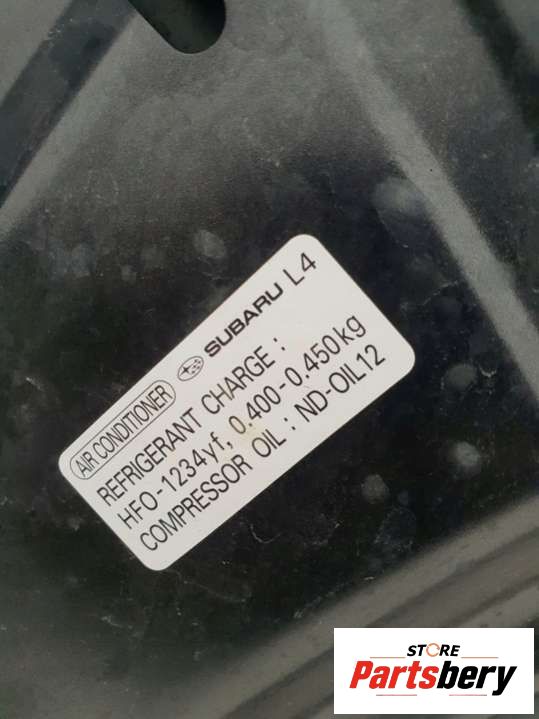 AIR CONDITIONER SUBARU L4
REFRIGERANT CHARGE :
HFO-1234yf, 0.400-0.450kg
COMPRESSOR OIL : ND-OIL12
STORE
Partsbery